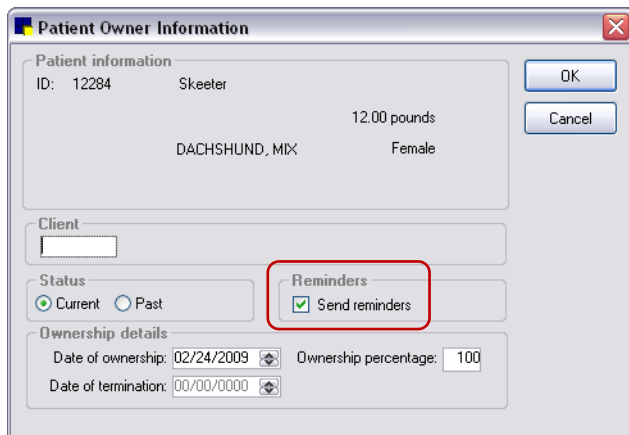 Patient Owner Information
Patient information
OK
ID: 12284 Skeeter
Cancel
12.00 pounds
DACHSHUND, MIX Female
Client
Status Reminders
Current Past Send reminders
Ownership details
Date of ownership: 02/24/2009 Ownership percentage: 100
Date of termination: 00/00/0000